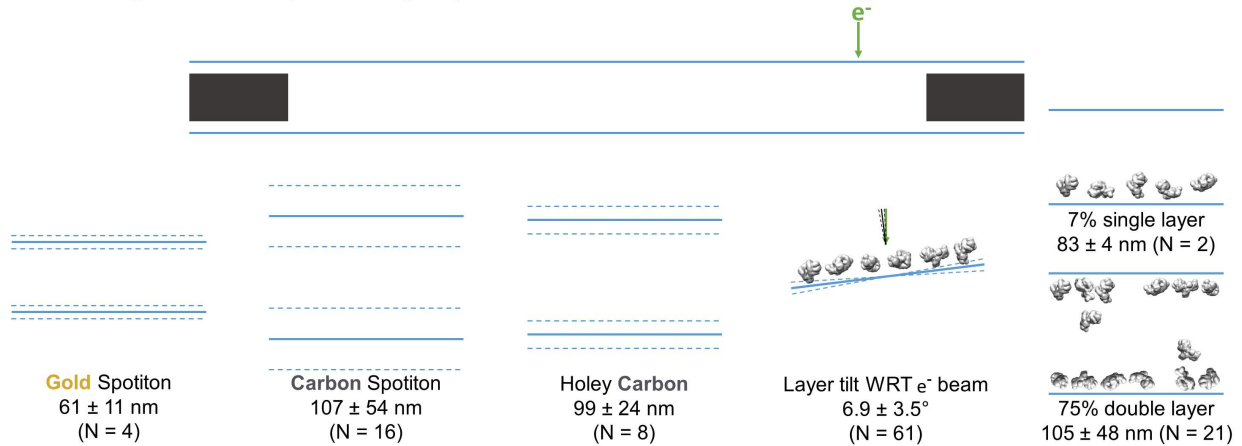 e-
Gold Spotiton
61 ± 11 nm
(N = 4)
Carbon Spotiton
107 ± 54 nm
(N = 16)
Holey Carbon
99 ± 24 nm
(N = 8)
Layer tilt WRT e- beam
6.9 ± 3.5°
(N = 61)
7% single layer
83 ± 4 nm (N = 2)
75% double layer
105 ± 48 nm (N = 21)